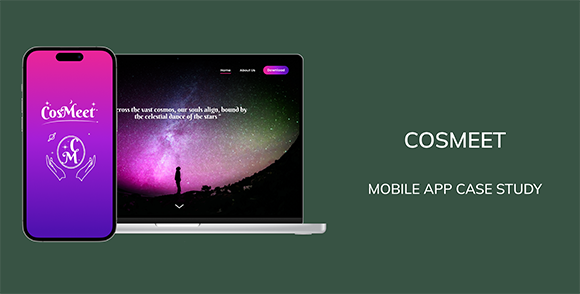 CosMeet
CM
Home
About Us
Download
across the vast cosmos, our souls align, bound by
the celestial dance of the stars"
COSMEET
MOBILE APP CASE STUDY